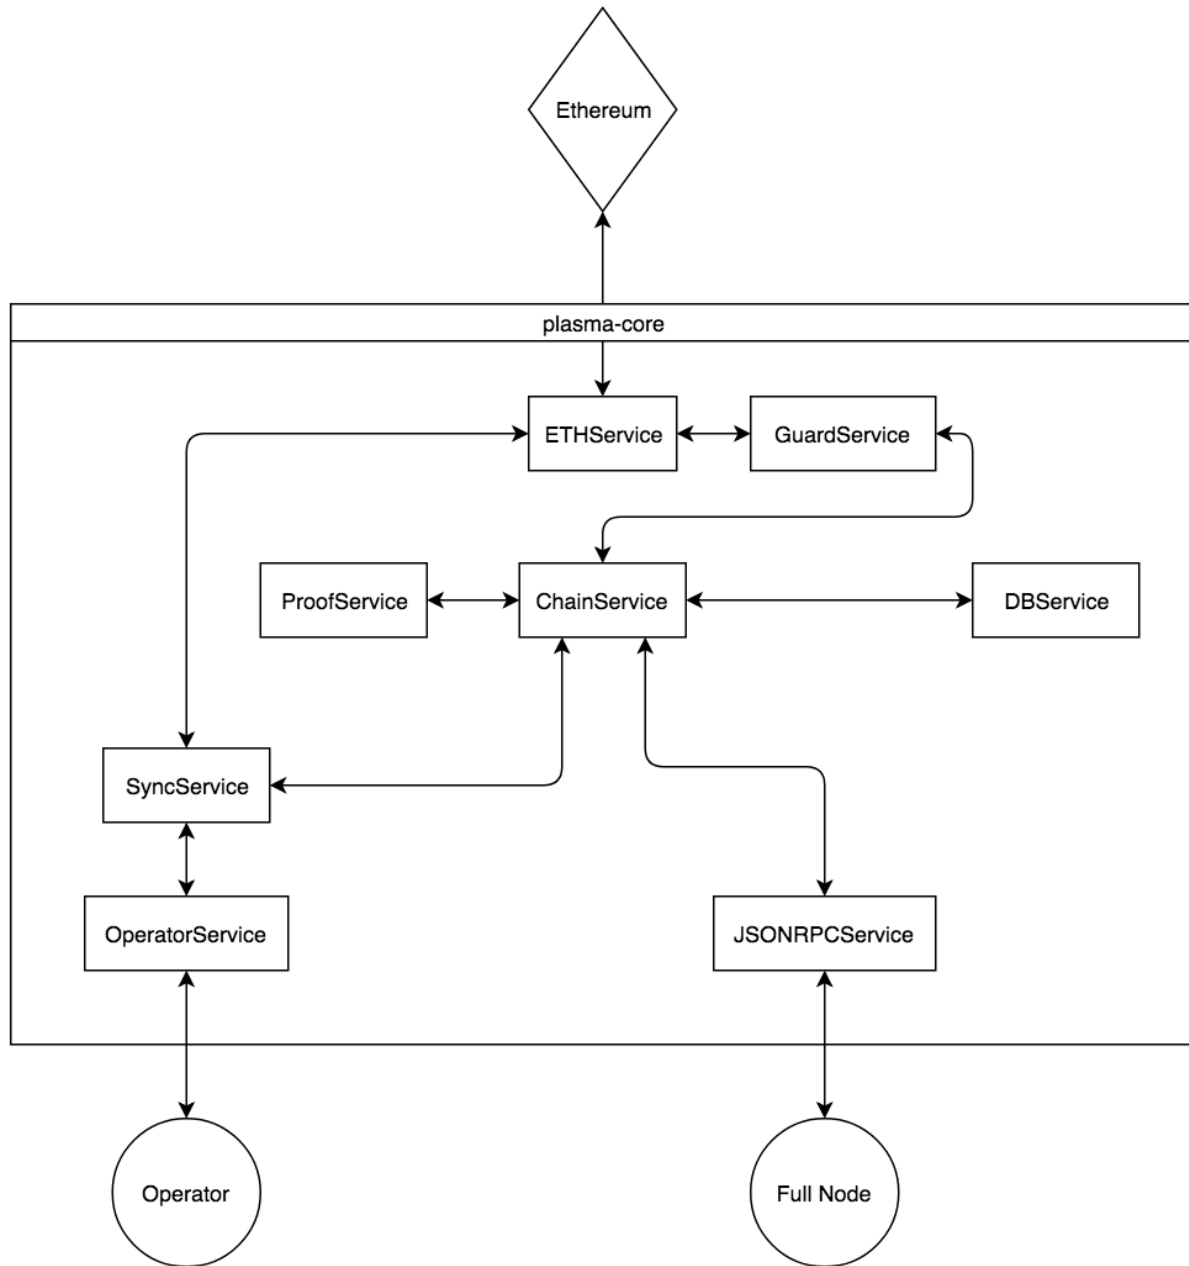 Ethereum
plasma-core
ETHService
GuardService
ProofService
ChainService
DBService
SyncService
OperatorService
JSONRPCService
Operator
Full Node